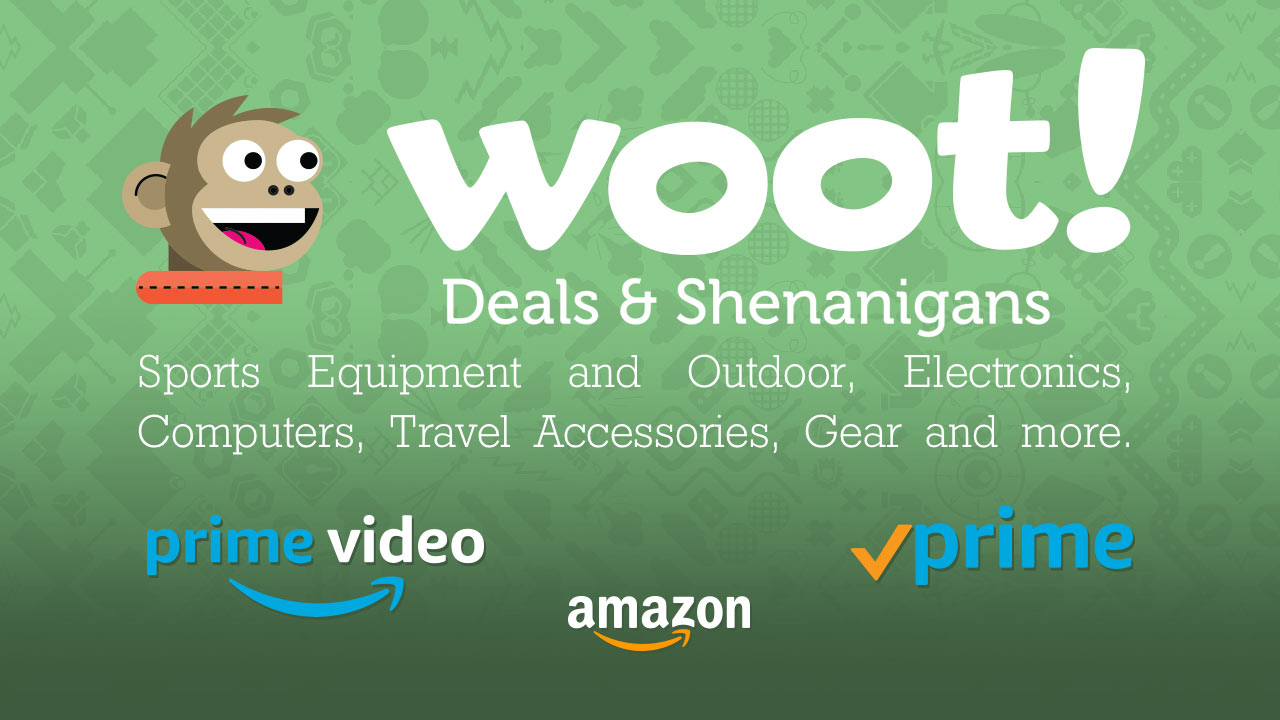 woot!
Deals & Shenanigans
Sports Equipment and Outdoor, Electronics,
Computers, Travel Accessories, Gear and more.
prime video
prime
amazon